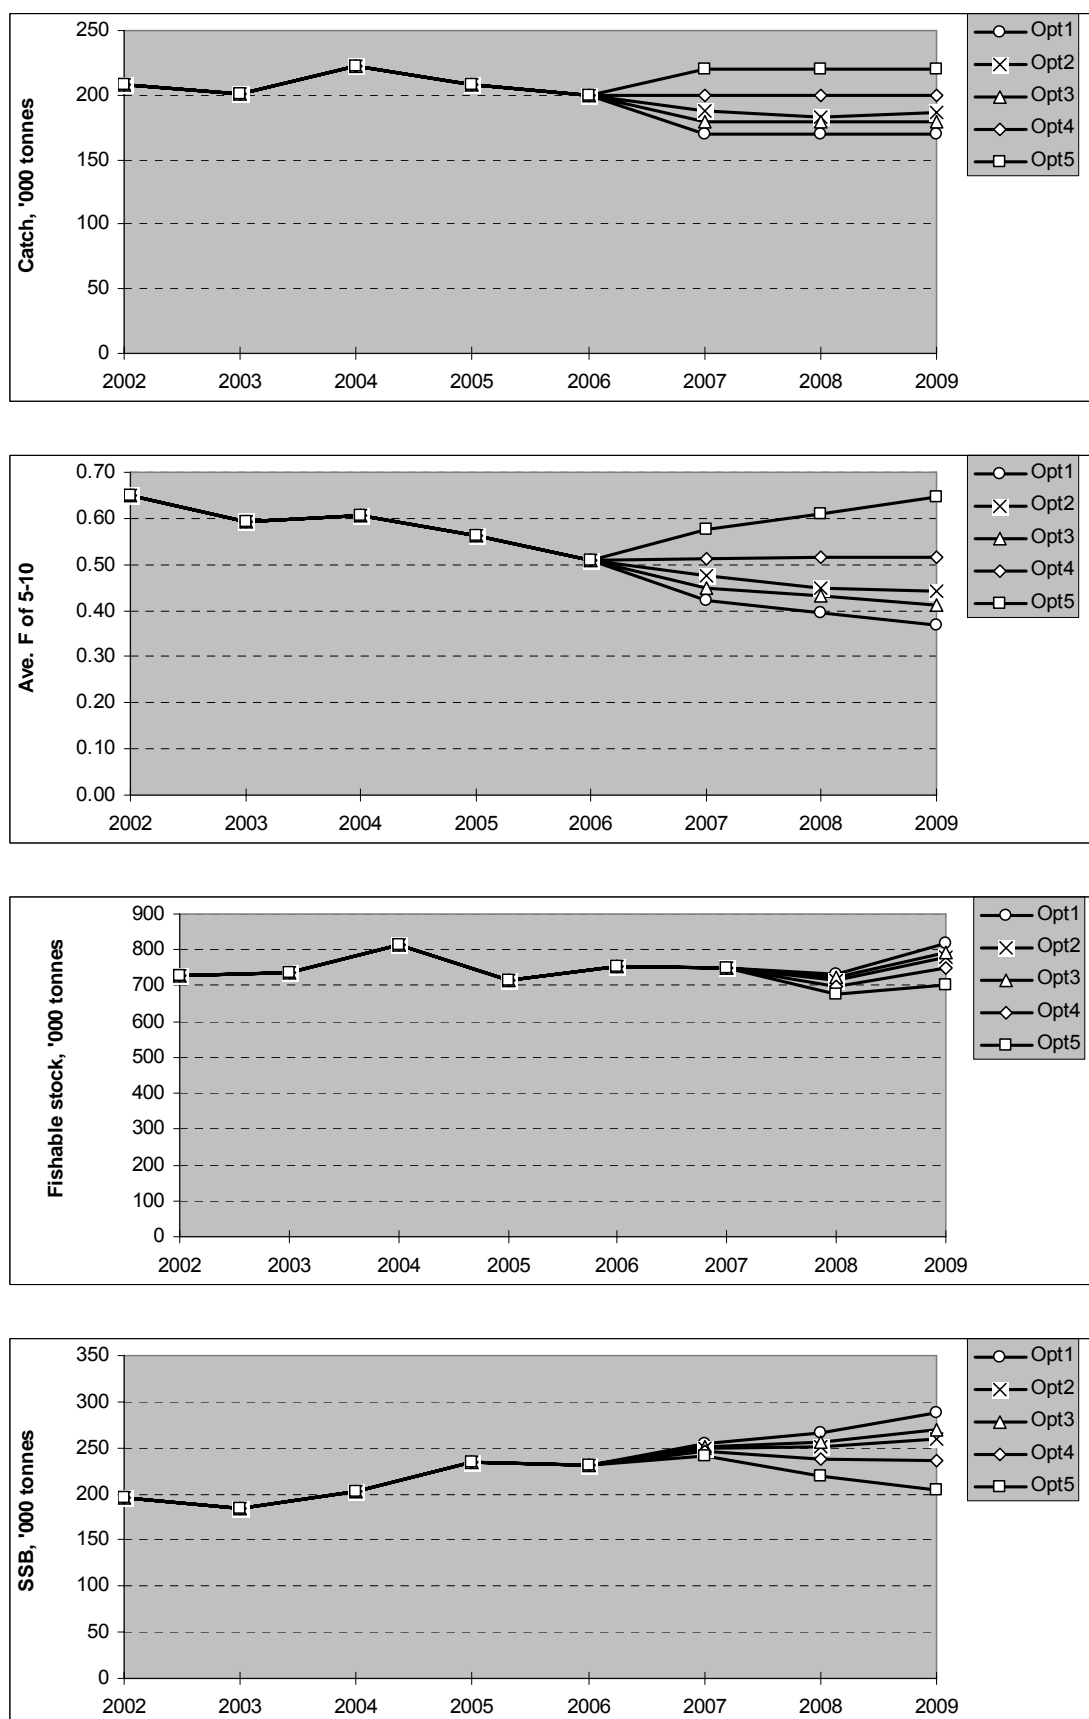 Catch, '000 tonnes
250
200
150
100
50
0
2002 2003 2004 2005 2006 2007 2008 2009
Opt1
Opt2
Opt3
Opt4
Opt5
Ave. F of 5-10
0.70
0.60
0.50
0.40
0.30
0.20
0.10
0.00
2002 2003 2004 2005 2006 2007 2008 2009
Opt1
Opt2
Opt3
Opt4
Opt5
Fishable stock, '000 tonnes
900
800
700
600
500
400
300
200
100
0
2002 2003 2004 2005 2006 2007 2008 2009
Opt1
Opt2
Opt3
Opt4
Opt5
SSB, '000 tonnes
350
300
250
200
150
100
50
0
2002 2003 2004 2005 2006 2007 2008 2009
Opt1
Opt2
Opt3
Opt4
Opt5